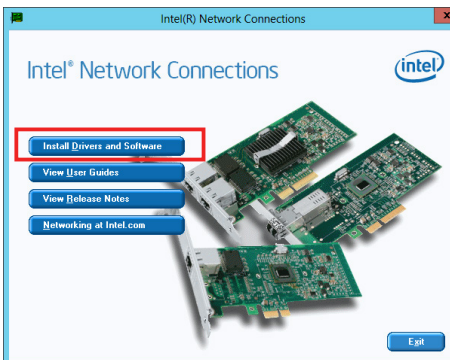 Intel(R) Network Connections
x
Intel® Network Connections
intel
Install Drivers and Software
View User Guides
View Release Notes
Networking at Intel.com
Exit